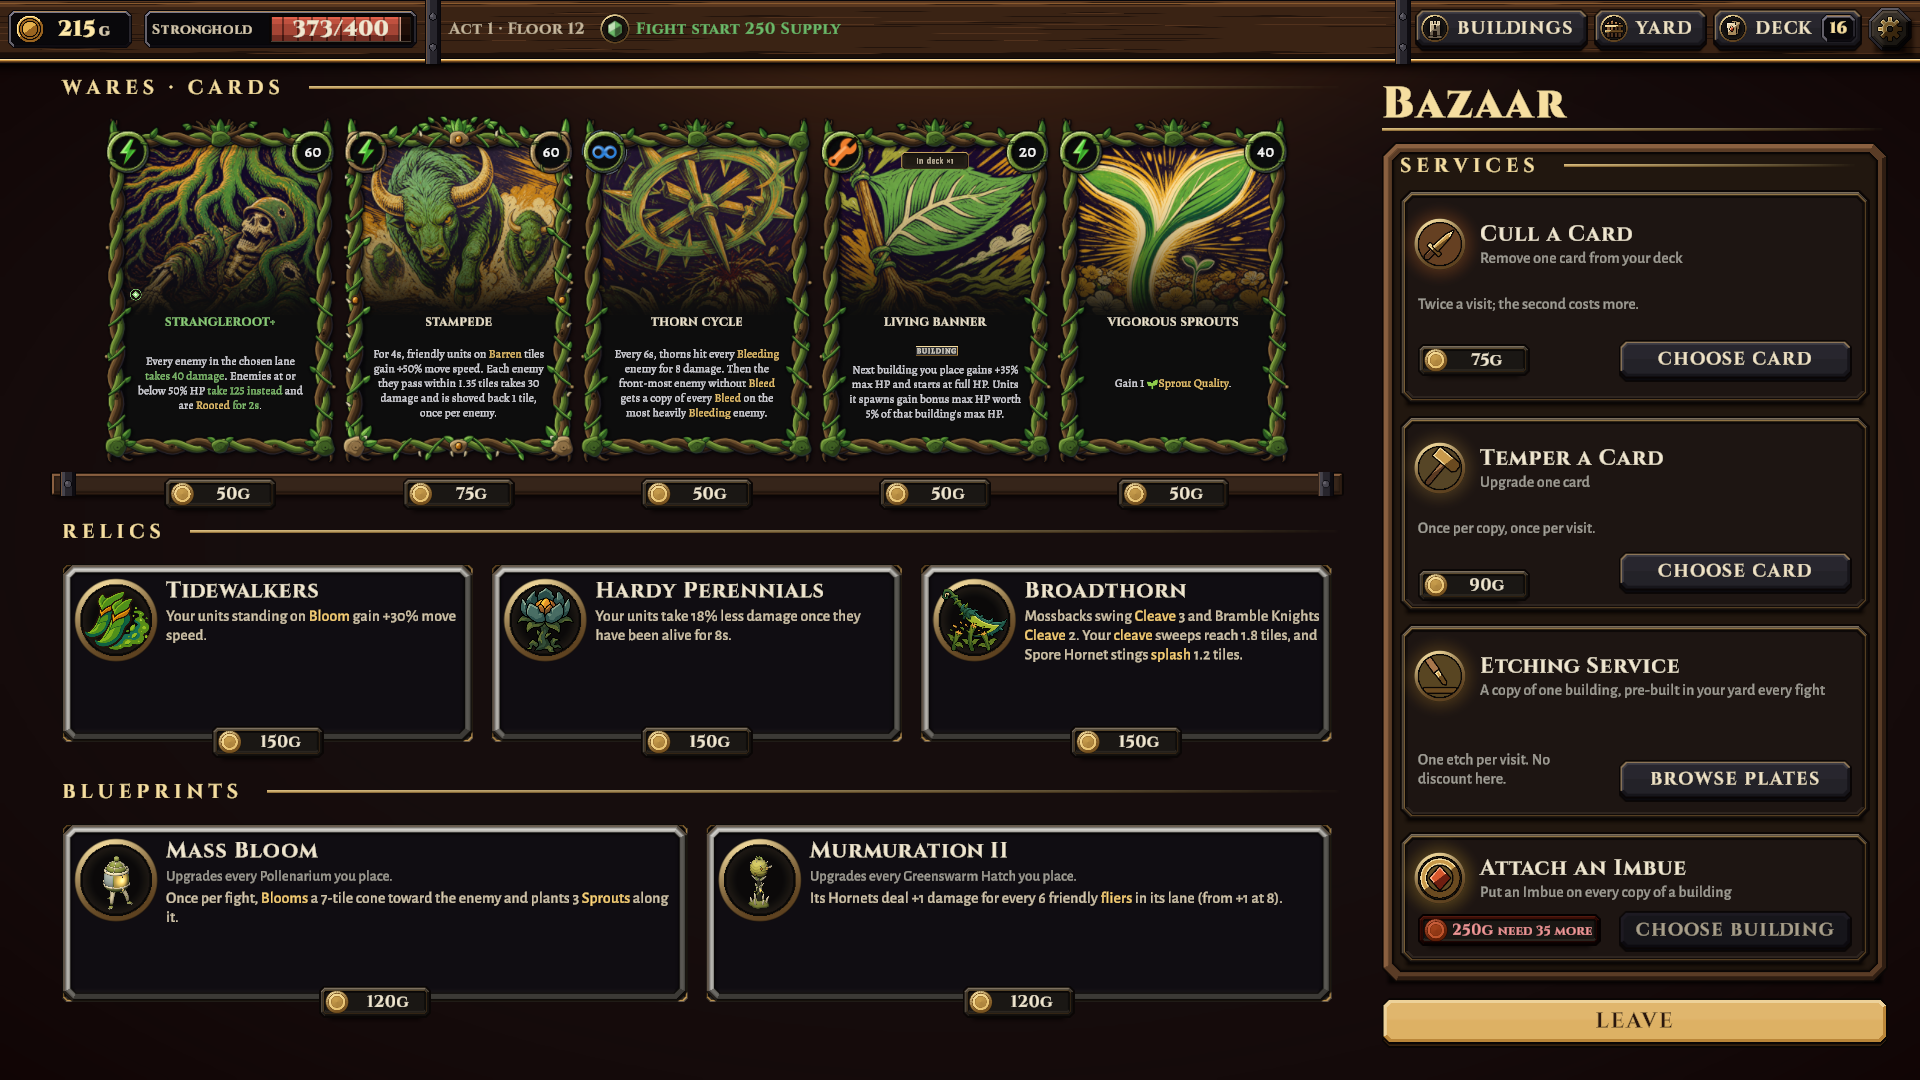 215 G
STRONGHOLD 373/400
ACT 1 · FLOOR 12
FIGHT START 250 SUPPLY
BUILDINGS
YARD
DECK 16
WARES · CARDS
60
STRANGLEROOT+
Every enemy in the chosen lane
takes 40 damage. Enemies at or
below 50% HP take 125 instead and
are Rooted for 2s.
50G
60
STAMPEDE
For 4s, friendly units on Barren tiles
gain +50% move speed. Each enemy
they pass within 1.35 tiles takes 30
damage and is shoved back 1 tile,
once per enemy.
75G
THORN CYCLE
Every 6s, thorns hit every Bleeding
enemy for 8 damage. Then the
front-most enemy without Bleed
gets a copy of every Bleed on the
most heavily Bleeding enemy.
50G
In deck ×1
20
LIVING BANNER
BUILDING
Next building you place gains +35%
max HP and starts at full HP. Units
it spawns gain bonus max HP worth
5% of that building's max HP.
50G
40
VIGOROUS SPROUTS
Gain 1 Sprout Quality.
50G
RELICS
TIDEWALKERS
Your units standing on Bloom gain +30% move
speed.
150G
HARDY PERENNIALS
Your units take 18% less damage once they
have been alive for 8s.
150G
BROADTHORN
Mossbacks swing Cleave 3 and Bramble Knights
Cleave 2. Your cleave sweeps reach 1.8 tiles, and
Spore Hornet stings splash 1.2 tiles.
150G
BLUEPRINTS
MASS BLOOM
Upgrades every Pollenarium you place.
Once per fight, Blooms a 7-tile cone toward the enemy and plants 3 Sprouts along
it.
120G
MURMURATION II
Upgrades every Greenswarm Hatch you place.
Its Hornets deal +1 damage for every 6 friendly fliers in its lane (from +1 at 8).
120G
BAZAAR
SERVICES
CULL A CARD
Remove one card from your deck
Twice a visit; the second costs more.
75G
CHOOSE CARD
TEMPER A CARD
Upgrade one card
Once per copy, once per visit.
90G
CHOOSE CARD
ETCHING SERVICE
A copy of one building, pre-built in your yard every fight
One etch per visit. No
discount here.
BROWSE PLATES
ATTACH AN IMBUE
Put an Imbue on every copy of a building
250G NEED 35 MORE
CHOOSE BUILDING
LEAVE